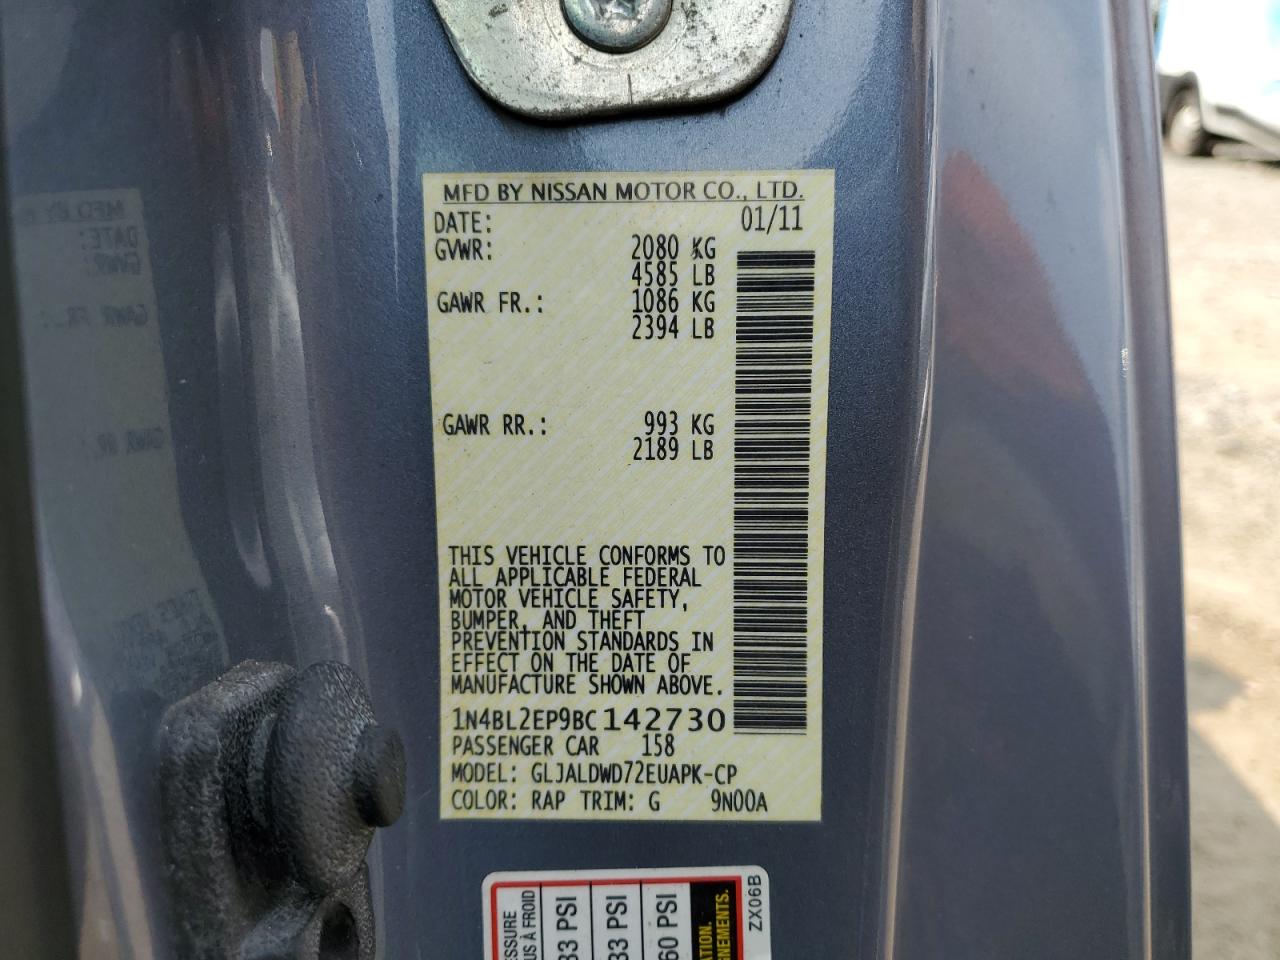 MFD BY NISSAN MOTOR CO., LTD.
DATE: 01/11
GVWR: 2080 KG
4585 LB
GAWR FR.: 1086 KG
2394 LB
GAWR RR.: 993 KG
2189 LB
THIS VEHICLE CONFORMS TO
ALL APPLICABLE FEDERAL
MOTOR VEHICLE SAFETY,
BUMPER, AND THEFT
PREVENTION STANDARDS IN
EFFECT ON THE DATE OF
MANUFACTURE SHOWN ABOVE.
1N4BL2EP9BC142730
PASSENGER CAR 158
MODEL: GLJALDWD72EUAPK-CP
COLOR: RAP TRIM: G 9N00A
À FROID
33 PSI
33 PSI
60 PSI
ZX06B